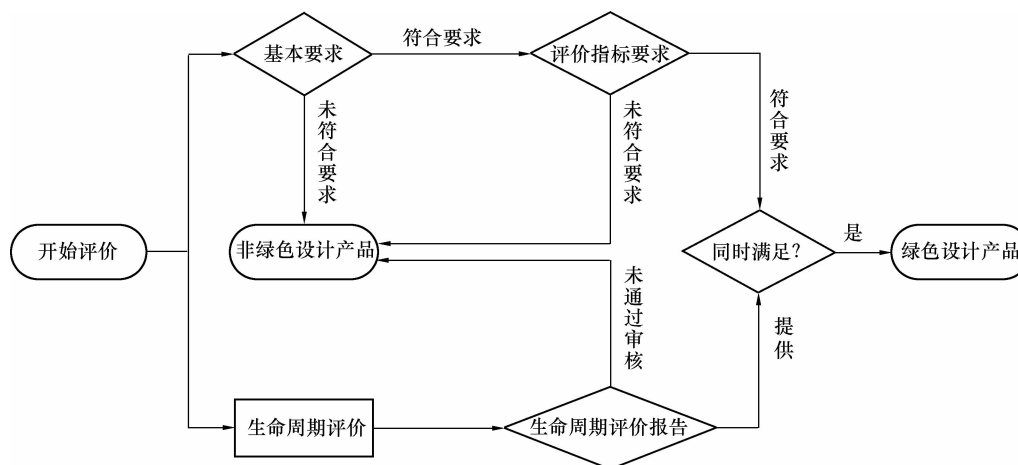 基本要求
符合要求
评价指标要求
未符合要求
未符合要求
符合要求
开始评价
非绿色设计产品
同时满足?
是
绿色设计产品
未通过审核
提供
生命周期评价
生命周期评价报告